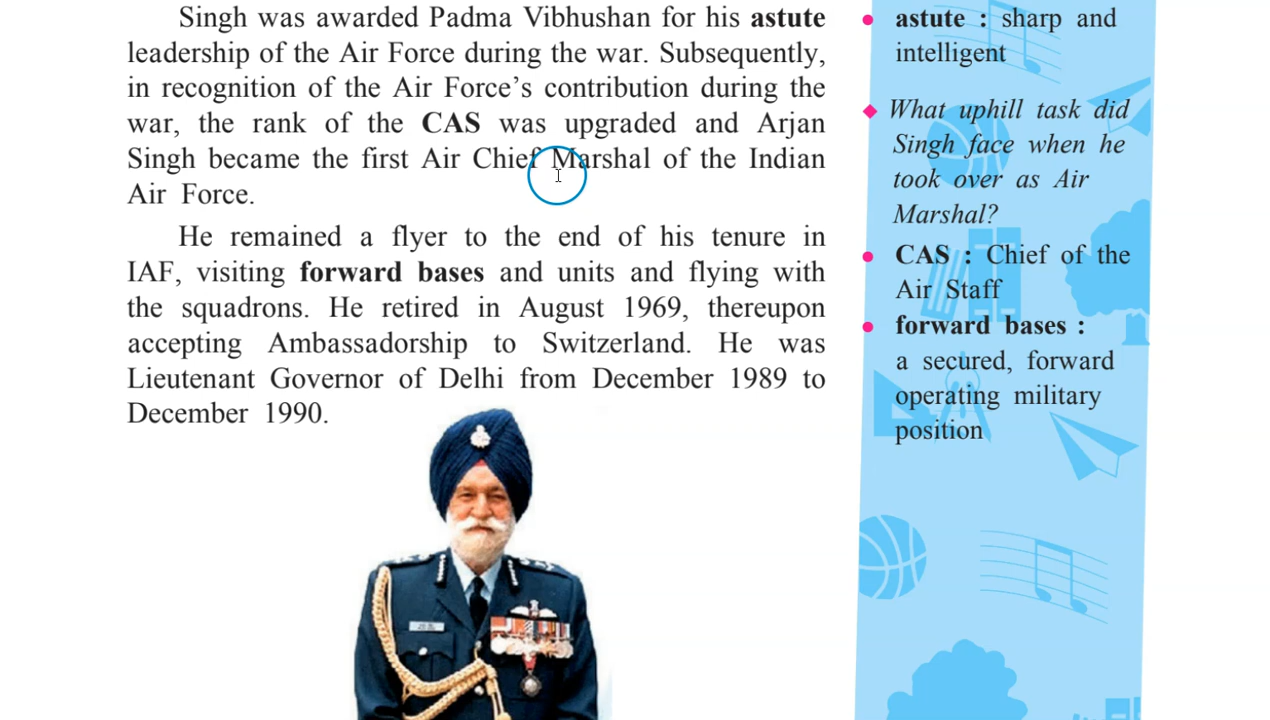 Singh was awarded Padma Vibhushan for his astute
leadership of the Air Force during the war. Subsequently,
in recognition of the Air Force’s contribution during the
war, the rank of the CAS was upgraded and Arjan
Singh became the first Air Chief Marshal of the Indian
Air Force.
He remained a flyer to the end of his tenure in
IAF, visiting forward bases and units and flying with
the squadrons. He retired in August 1969, thereupon
accepting Ambassadorship to Switzerland. He was
Lieutenant Governor of Delhi from December 1989 to
December 1990.
astute : sharp and
intelligent
What uphill task did
Singh face when he
took over as Air
Marshal?
CAS : Chief of the
Air Staff
forward bases :
a secured, forward
operating military
position